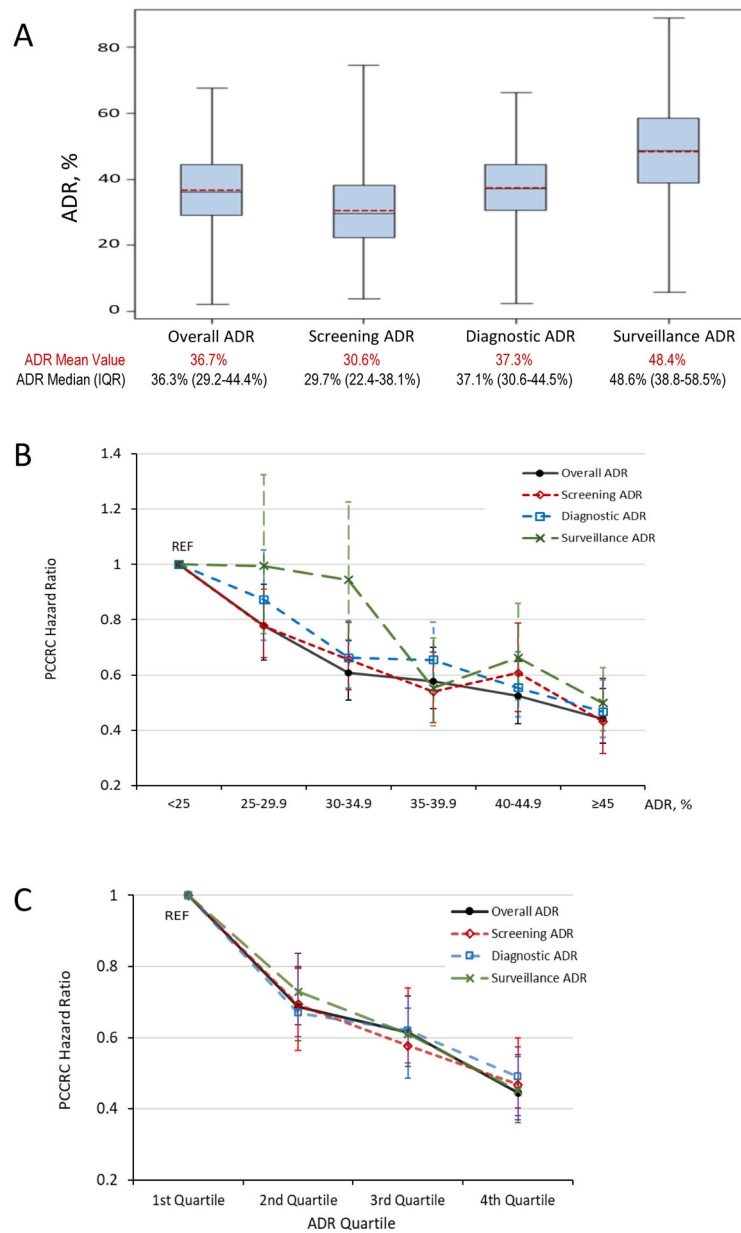 A
ADR, %
80
60
40
20
0
Overall ADR Screening ADR Diagnostic ADR Surveillance ADR
ADR Mean Value 36.7% 30.6% 37.3% 48.4%
ADR Median (IQR) 36.3% (29.2-44.4%) 29.7% (22.4-38.1%) 37.1% (30.6-44.5%) 48.6% (38.8-58.5%)
B
PCCRC Hazard Ratio
1.4
1.2
1
0.8
0.6
0.4
0.2
REF
Overall ADR
Screening ADR
Diagnostic ADR
Surveillance ADR
<25 25-29.9 30-34.9 35-39.9 40-44.9 ≥45 ADR, %
C
PCCRC Hazard Ratio
1
0.8
0.6
0.4
0.2
REF
Overall ADR
Screening ADR
Diagnostic ADR
Surveillance ADR
1st Quartile 2nd Quartile 3rd Quartile 4th Quartile
ADR Quartile